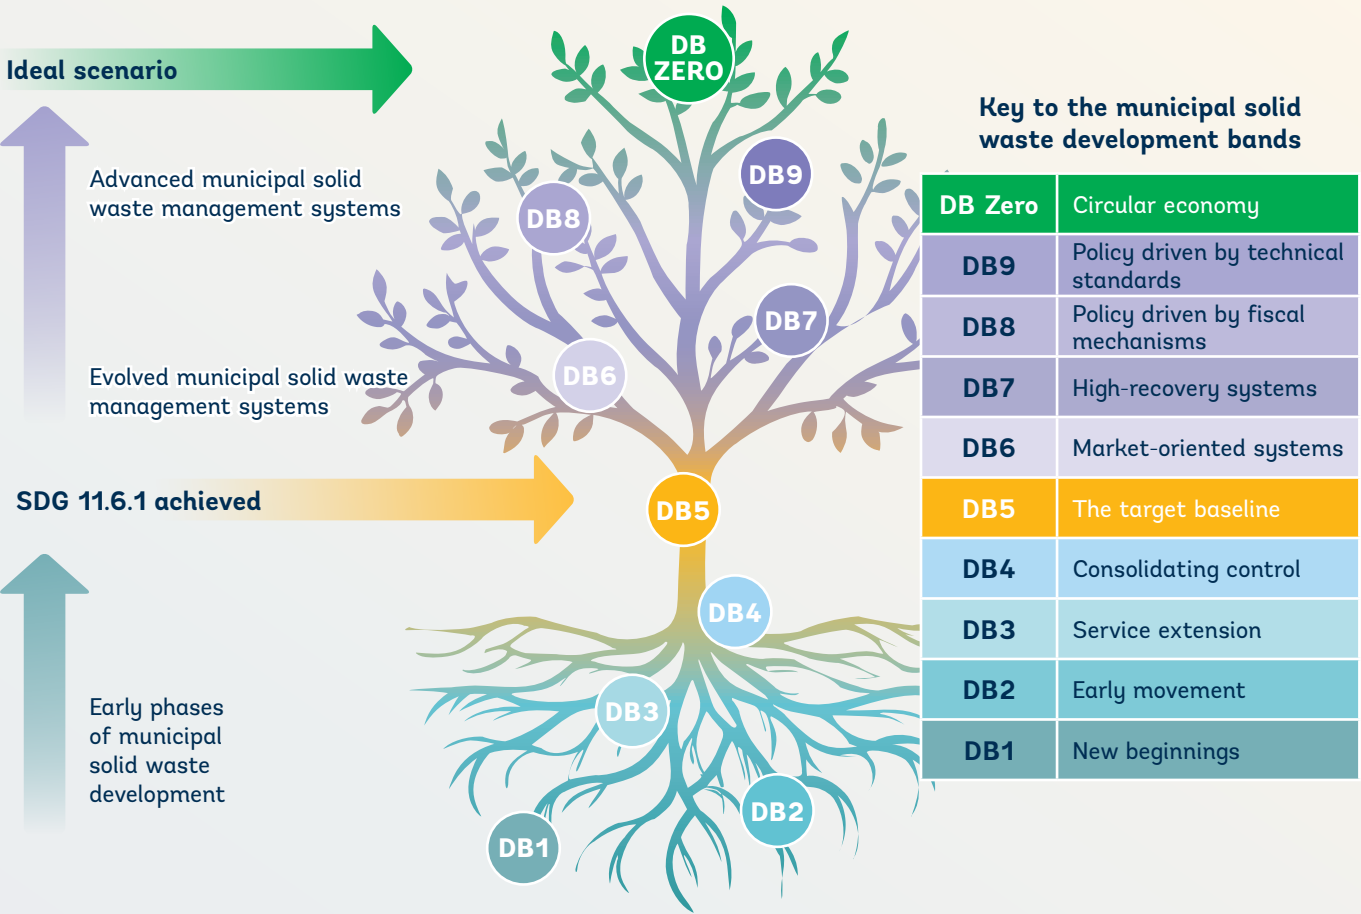 Ideal scenario
Advanced municipal solid
waste management systems
Evolved municipal solid waste
management systems
SDG 11.6.1 achieved
Early phases
of municipal
solid waste
development
DB
ZERO
DB9
DB8
DB7
DB6
DB5
DB4
DB3
DB2
DB1
Key to the municipal solid
waste development bands
DB Zero Circular economy
DB9 Policy driven by technical
standards
DB8 Policy driven by fiscal
mechanisms
DB7 High-recovery systems
DB6 Market-oriented systems
DB5 The target baseline
DB4 Consolidating control
DB3 Service extension
DB2 Early movement
DB1 New beginnings